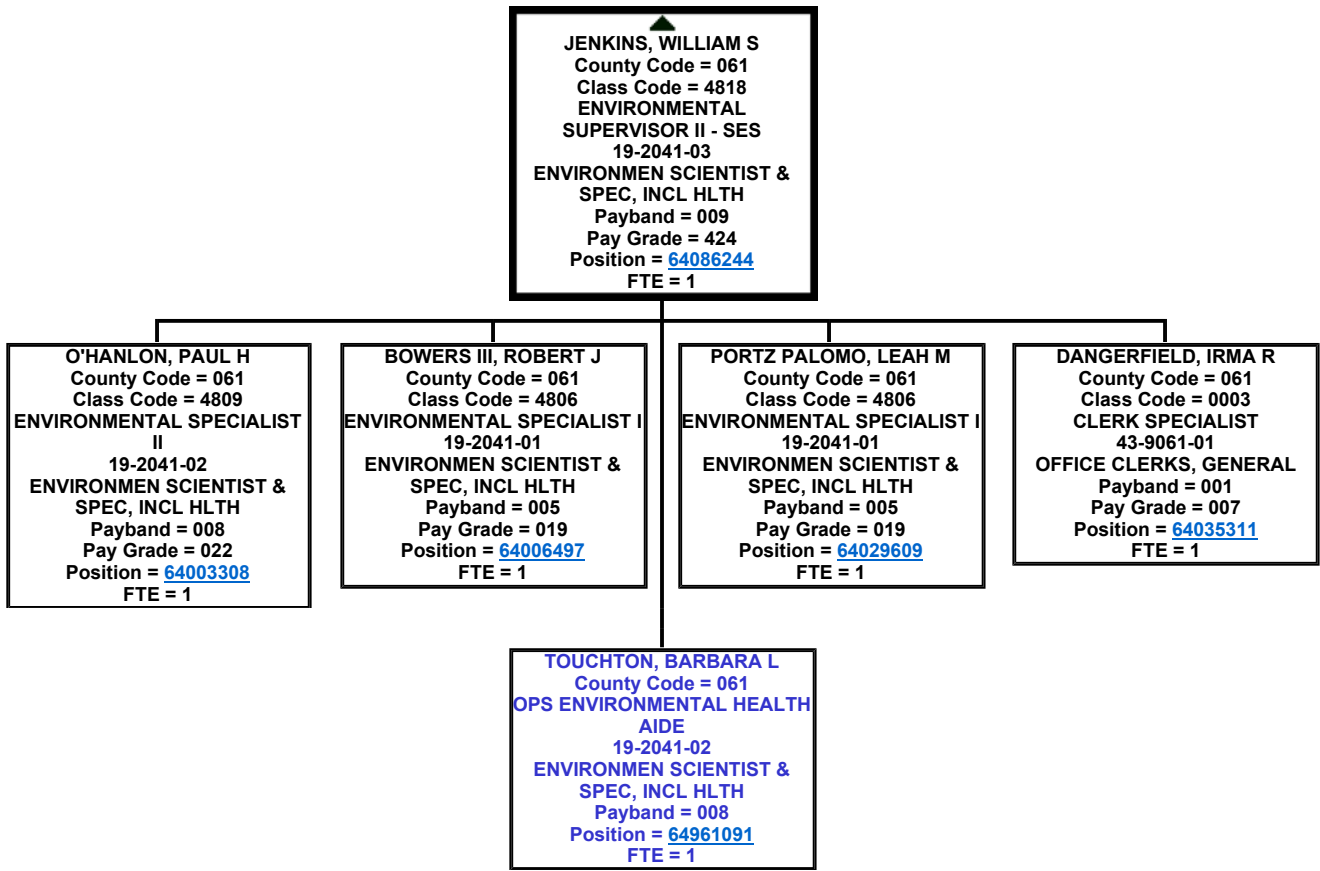 JENKINS, WILLIAM S
County Code = 061
Class Code = 4818
ENVIRONMENTAL
SUPERVISOR II - SES
19-2041-03
ENVIRONMEN SCIENTIST &
SPEC, INCL HLTH
Payband = 009
Pay Grade = 424
Position = 64086244
FTE = 1
O'HANLON, PAUL H
County Code = 061
Class Code = 4809
ENVIRONMENTAL SPECIALIST
II
19-2041-02
ENVIRONMEN SCIENTIST &
SPEC, INCL HLTH
Payband = 008
Pay Grade = 022
Position = 64003308
FTE = 1
BOWERS III, ROBERT J
County Code = 061
Class Code = 4806
ENVIRONMENTAL SPECIALIST I
19-2041-01
ENVIRONMEN SCIENTIST &
SPEC, INCL HLTH
Payband = 005
Pay Grade = 019
Position = 64006497
FTE = 1
PORTZ PALOMO, LEAH M
County Code = 061
Class Code = 4806
ENVIRONMENTAL SPECIALIST I
19-2041-01
ENVIRONMEN SCIENTIST &
SPEC, INCL HLTH
Payband = 005
Pay Grade = 019
Position = 64029609
FTE = 1
DANGERFIELD, IRMA R
County Code = 061
Class Code = 0003
CLERK SPECIALIST
43-9061-01
OFFICE CLERKS, GENERAL
Payband = 001
Pay Grade = 007
Position = 64035311
FTE = 1
TOUCHTON, BARBARA L
County Code = 061
OPS ENVIRONMENTAL HEALTH
AIDE
19-2041-02
ENVIRONMEN SCIENTIST &
SPEC, INCL HLTH
Payband = 008
Position = 64961091
FTE = 1